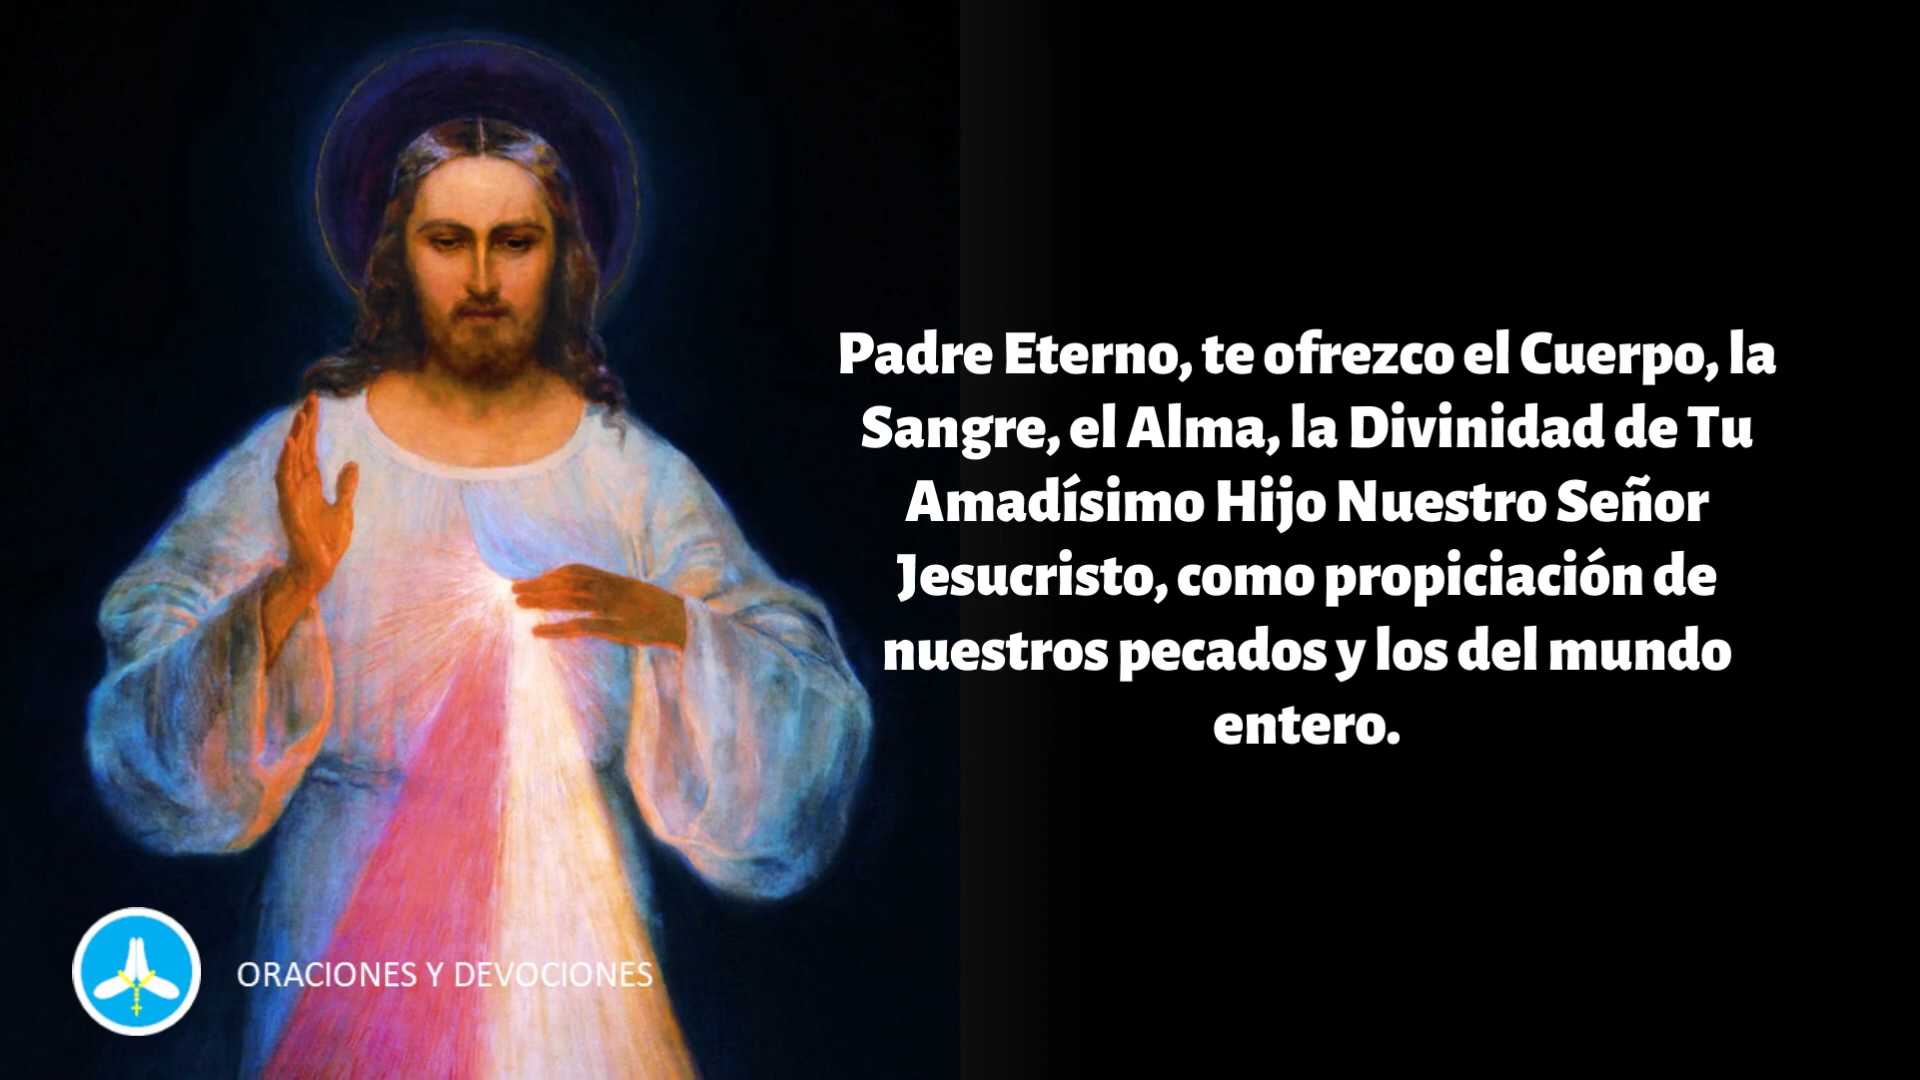 Padre Eterno, te ofrezco el Cuerpo, la
Sangre, el Alma, la Divinidad de Tu
Amadísimo Hijo Nuestro Señor
Jesucristo, como propiciación de
nuestros pecados y los del mundo
entero.
ORACIONES Y DEVOCIONES